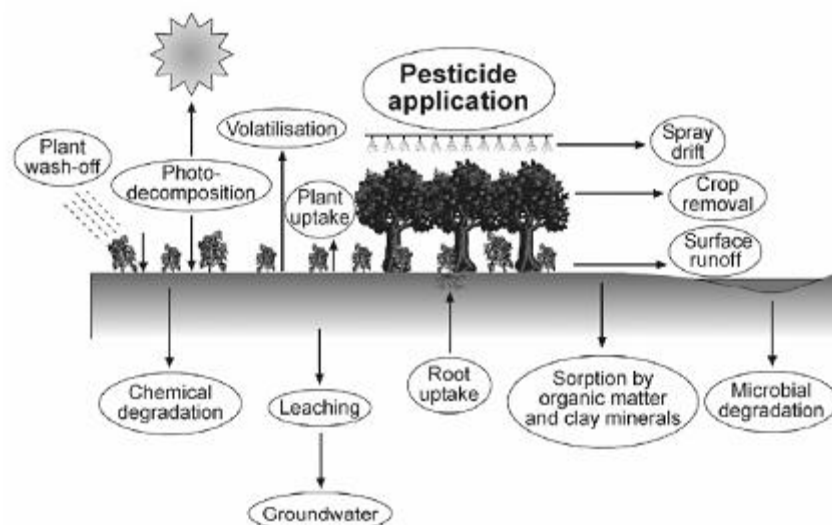 Pesticide
application
Volatilisation
Spray
drift
Plant
wash-off
Photo-
decomposition
Plant
uptake
Crop
removal
Surface
runoff
Chemical
degradation
Leaching
Root
uptake
Sorption by
organic matter
and clay minerals
Microbial
degradation
Groundwater